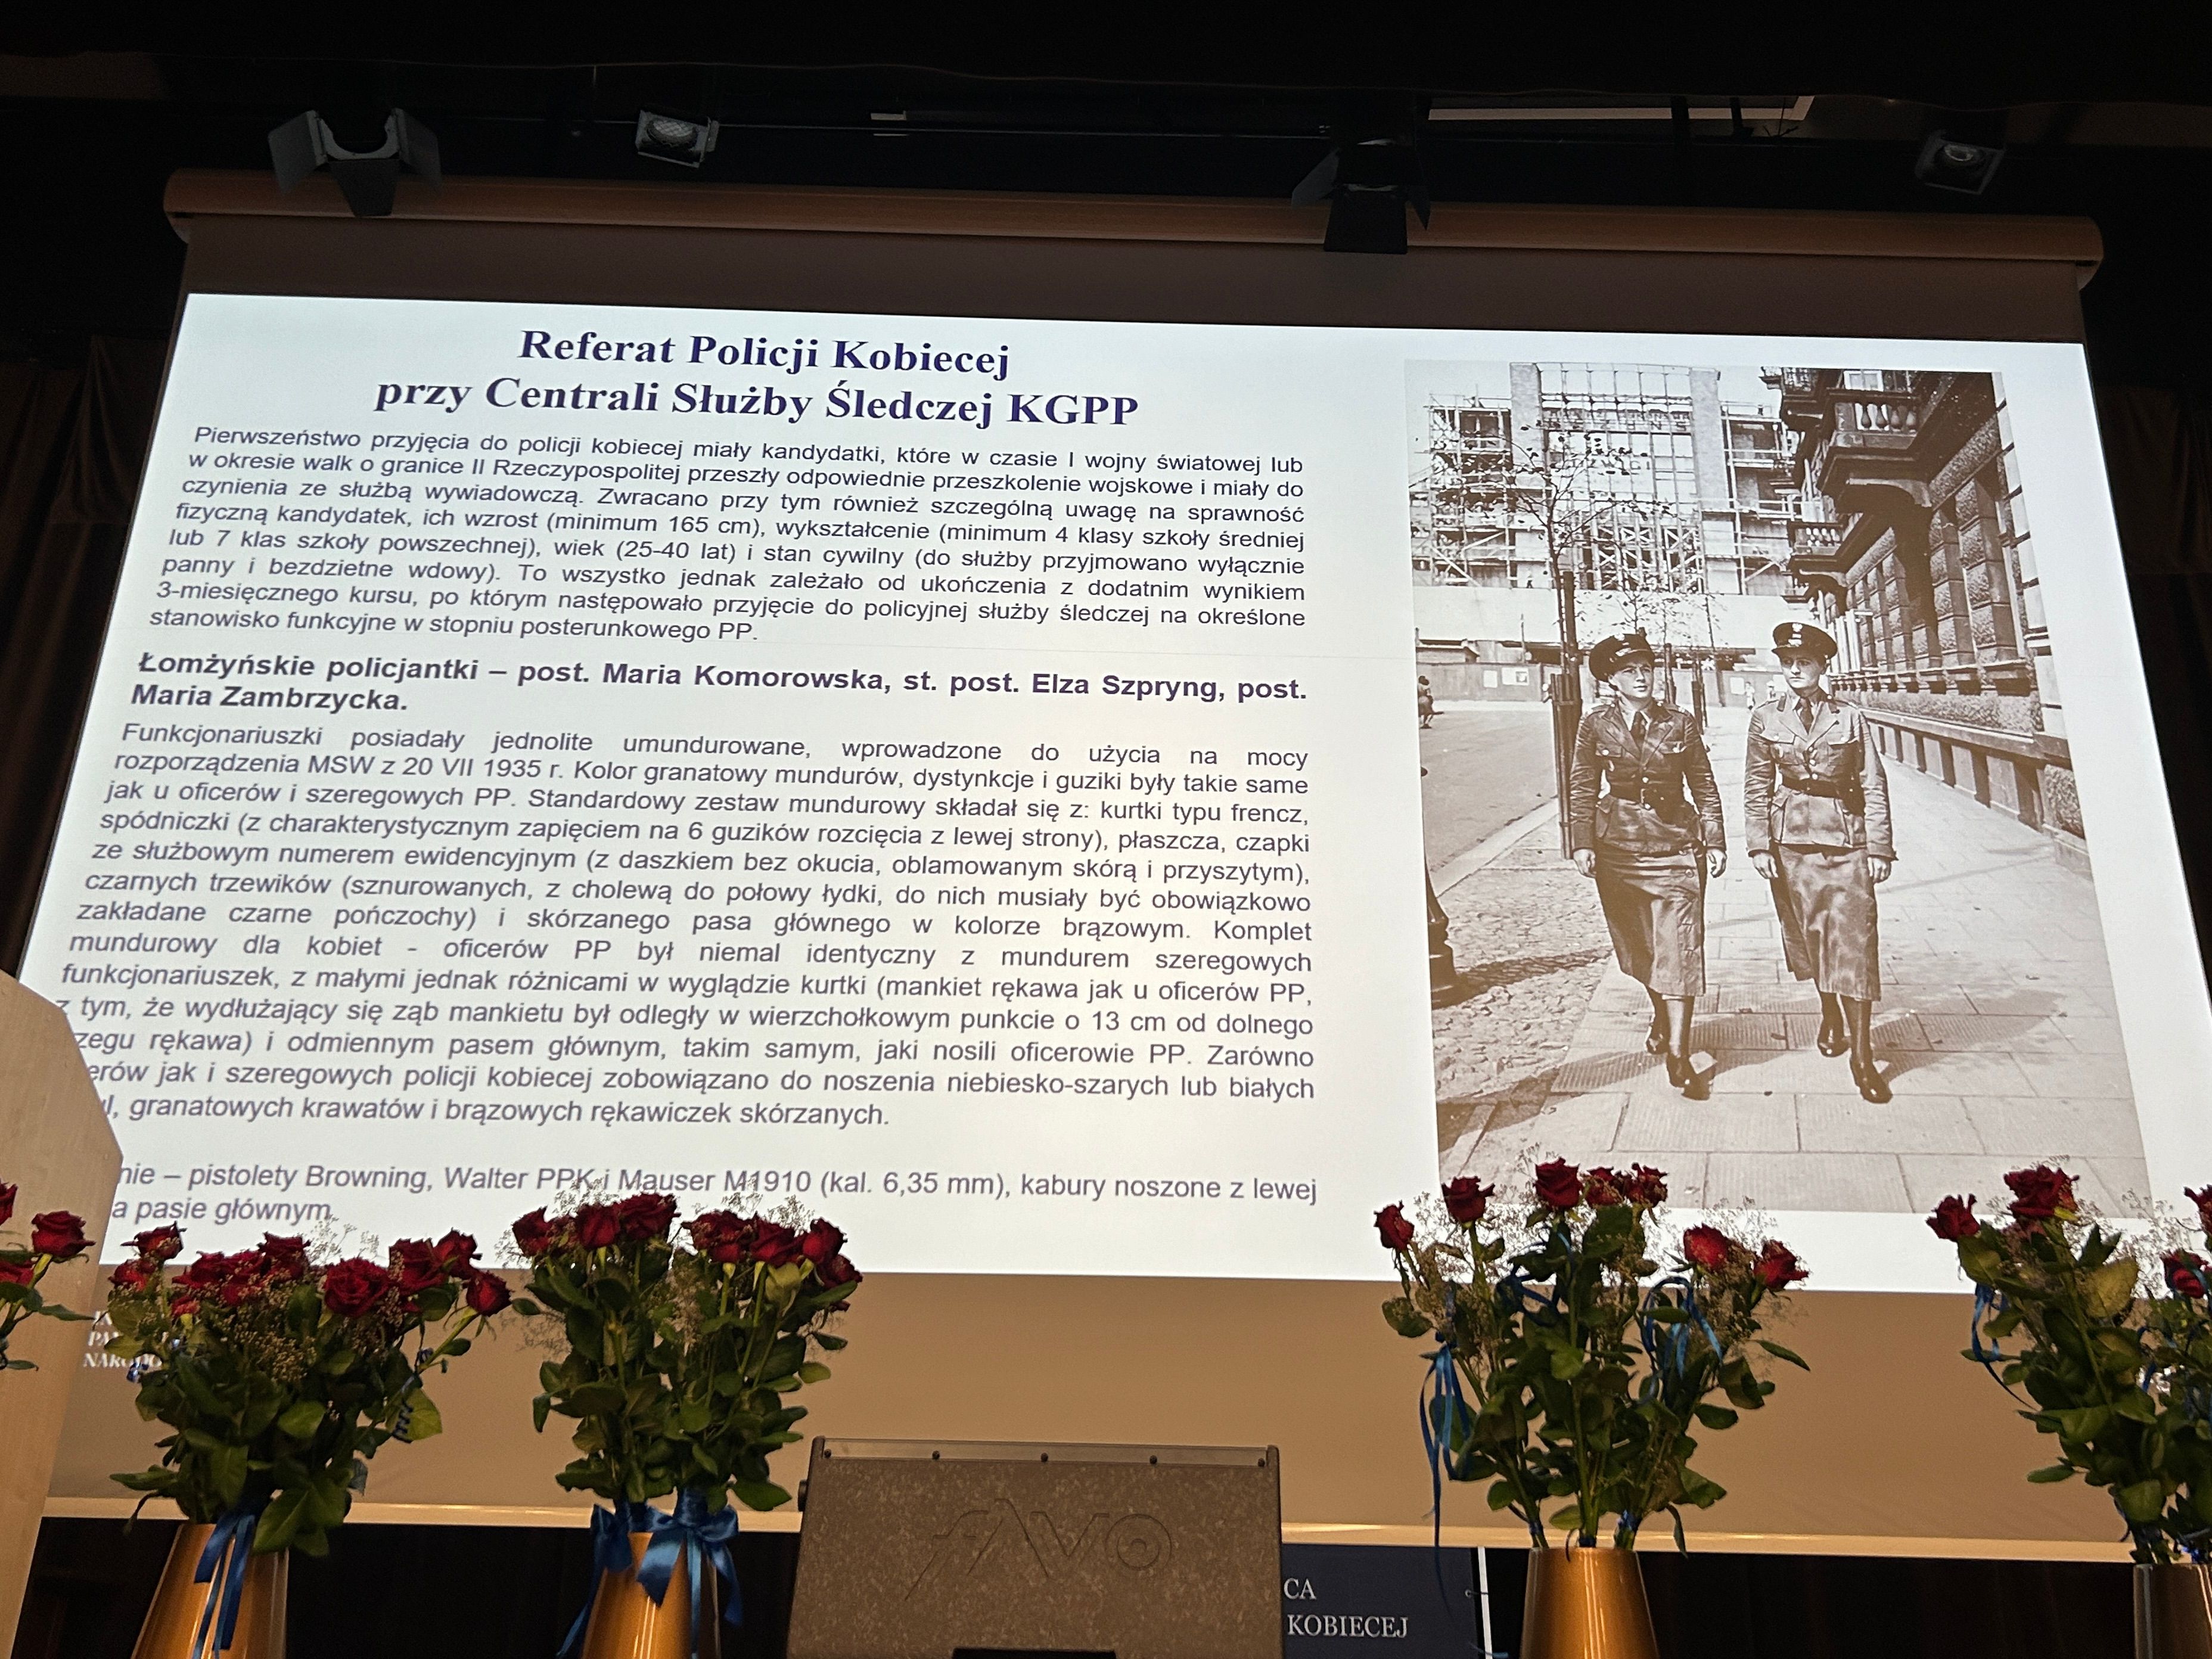 Referat Policji Kobiecej
przy Centrali Służby Śledczej KGPP
Pierwszeństwo przyjęcia do policji kobiecej miały kandydatki, które w czasie I wojny światowej lub
w okresie walk o granice II Rzeczypospolitej przeszły odpowiednie przeszkolenie wojskowe i miały do
czynienia ze służbą wywiadowczą. Zwracano przy tym również szczególną uwagę na sprawność
fizyczną kandydatek, ich wzrost (minimum 165 cm), wykształcenie (minimum 4 klasy szkoły średniej
lub 7 klas szkoły powszechnej), wiek (25-40 lat) i stan cywilny (do służby przyjmowano wyłącznie
panny i bezdzietne wdowy). To wszystko jednak zależało od ukończenia z dodatnim wynikiem
3-miesięcznego kursu, po którym następowało przyjęcie do policyjnej służby śledczej na określone
stanowisko funkcyjne w stopniu posterunkowego PP.
Łomżyńskie policjantki – post. Maria Komorowska, st. post. Elza Szpryng, post.
Maria Zambrzycka.
Funkcjonariuszki posiadały jednolite umundurowane, wprowadzone do użycia na mocy
rozporządzenia MSW z 20 VII 1935 r. Kolor granatowy mundurów, dystynkcje i guziki były takie same
jak u oficerów i szeregowych PP. Standardowy zestaw mundurowy składał się z: kurtki typu frencz,
spódniczki (z charakterystycznym zapięciem na 6 guzików rozcięcia z lewej strony), płaszcza, czapki
ze służbowym numerem ewidencyjnym (z daszkiem bez okucia, oblamowanym skórą i przyszytym),
czarnych trzewików (sznurowanych, z cholewą do połowy łydki, do nich musiały być obowiązkowo
zakładane czarne pończochy) i skórzanego pasa głównego w kolorze brązowym. Komplet
mundurowy dla kobiet - oficerów PP był niemal identyczny z mundurem szeregowych
funkcjonariuszek, z małymi jednak różnicami w wyglądzie kurtki (mankiet rękawa jak u oficerów PP,
z tym, że wydłużający się ząb mankietu był odległy w wierzchołkowym punkcie o 13 cm od dolnego
zegu rękawa) i odmiennym pasem głównym, takim samym, jaki nosili oficerowie PP. Zarówno
erów jak i szeregowych policji kobiecej zobowiązano do noszenia niebiesko-szarych lub białych
ul, granatowych krawatów i brązowych rękawiczek skórzanych.
nie – pistolety Browning, Walter PPK i Mauser M1910 (kal. 6,35 mm), kabury noszone z lewej
a pasie głównym.
FAVO
CA
KOBIECEJ